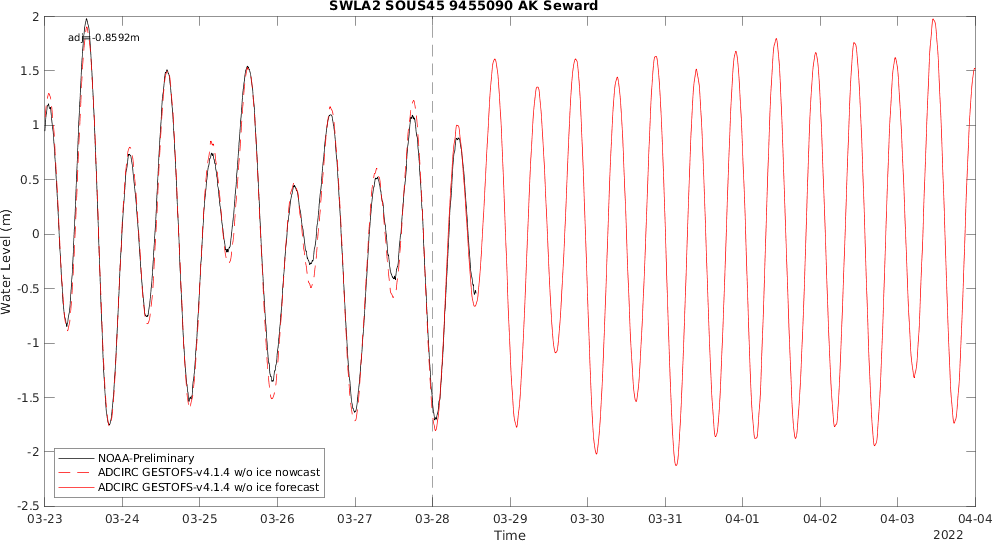 SWLA2 SOUS45 9455090 AK Seward
adj=-0.8592m
2
1.5
1
0.5
0
-0.5
-1
-1.5
-2
-2.5
Water Level (m)
NOAA-Preliminary
ADCIRC GESTOFS-v4.1.4 w/o ice nowcast
ADCIRC GESTOFS-v4.1.4 w/o ice forecast
03-23 03-24 03-25 03-26 03-27 03-28 03-29 03-30 03-31 04-01 04-02 04-03 04-04
Time
2022